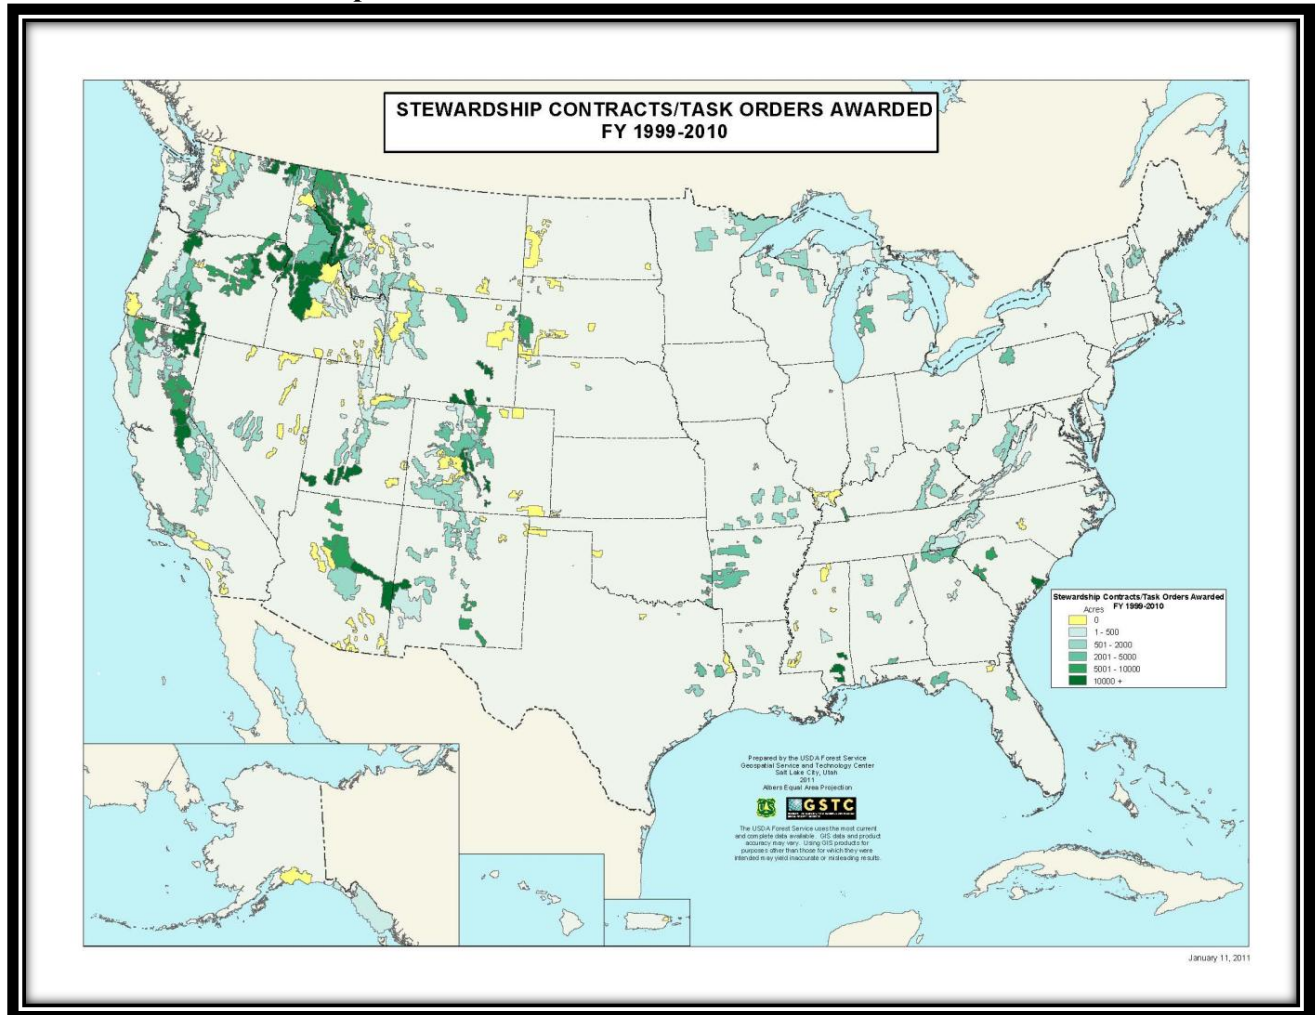 STEWARDSHIP CONTRACTS/TASK ORDERS AWARDED
FY 1999-2010
Stewardship Contracts/Task Orders Awarded
FY 1999-2010
Acres
0
1 - 500
501 - 2000
2001 - 5000
5001 - 10000
10000 +
Prepared by the USDA Forest Service
Geospatial Service and Technology Center
Salt Lake City, Utah
2011
Albers Equal Area Projection
GSTC
The USDA Forest Service uses the most current
and complete data available. GIS data and product
accuracy may vary. Using GIS products for
purposes other than those for which they were
intended may yield inaccurate or misleading results.
January 11, 2011